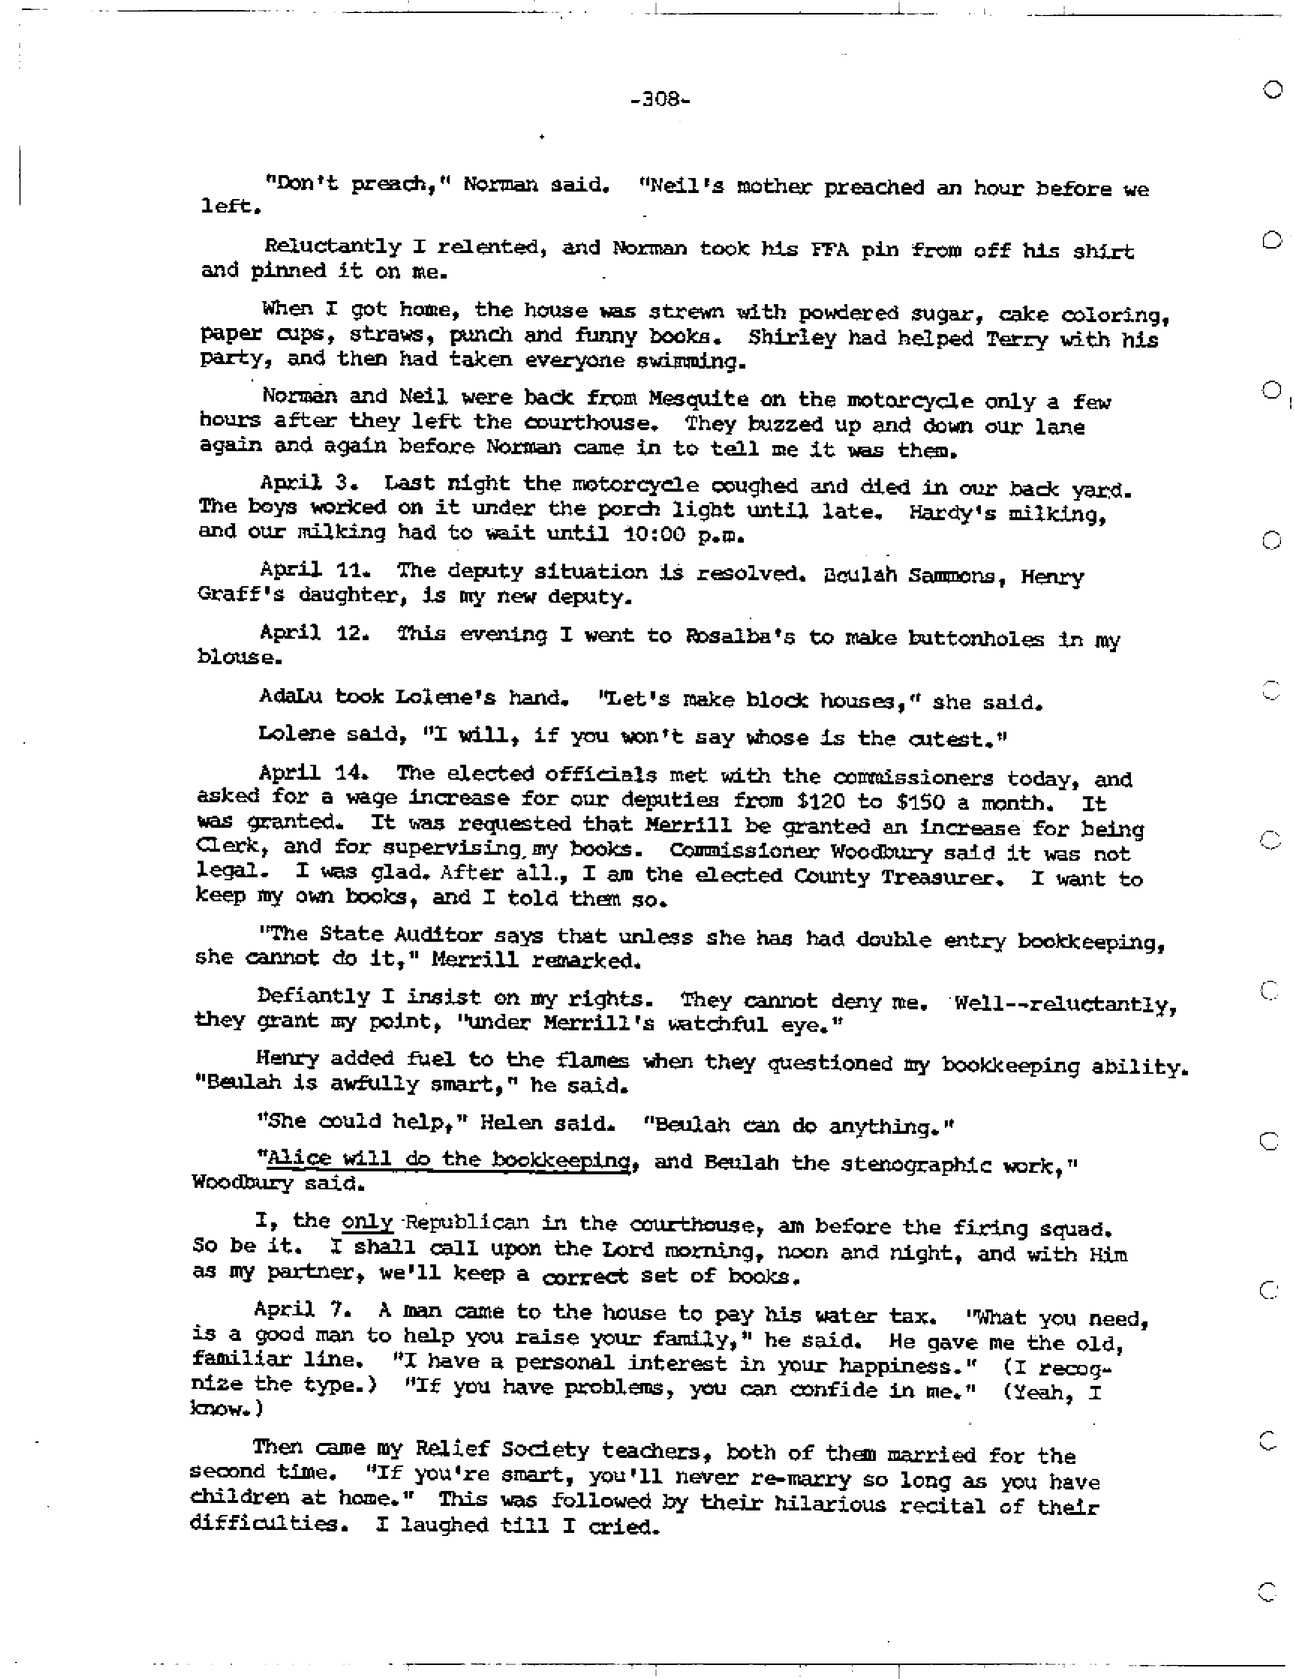 -308-
"Don't preach," Norman said.  "Neil's mother preached an hour before we
left.
Reluctantly I relented, and Norman took his FFA pin from off his shirt
and pinned it on me.
When I got home, the house was strewn with powdered sugar, cake coloring,
paper cups, straws, punch and funny books.  Shirley had helped Terry with his
party, and then had taken everyone swimming.
Norman and Neil were back from Mesquite on the motorcycle only a few
hours after they left the courthouse.  They buzzed up and down our lane
again and again before Norman came in to tell me it was them.
April 3.  Last night the motorcycle coughed and died in our back yard.
The boys worked on it under the porch light until late.  Hardy's milking,
and our milking had to wait until 10:00 p.m.
April 11.  The deputy situation is resolved. Beulah Sammons, Henry
Graff's daughter, is my new deputy.
April 12.  This evening I went to Rosalba's to make buttonholes in my
blouse.
AdaLu took Lolene's hand.  "Let's make block houses," she said.
Lolene said, "I will, if you won't say whose is the cutest."
April 14.  The elected officials met with the commissioners today, and
asked for a wage increase for our deputies from $120 to $150 a month.  It
was granted.  It was requested that Merrill be granted an increase for being
Clerk, and for supervising my books.  Commissioner Woodbury said it was not
legal.  I was glad. After all., I am the elected County Treasurer.  I want to
keep my own books, and I told them so.
"The State Auditor says that unless she has had double entry bookkeeping,
she cannot do it," Merrill remarked.
Defiantly I insist on my rights.  They cannot deny me.  Well--reluctantly,
they grant my point, "under Merrill's watchful eye."
Henry added fuel to the flames when they questioned my bookkeeping ability.
"Beulah is awfully smart," he said.
"She could help," Helen said.  "Beulah can do anything."
"Alice will do the bookkeeping, and Beulah the stenographic work,"
Woodbury said.
I, the only Republican in the courthouse, am before the firing squad.
So be it.  I shall call upon the Lord morning, noon and night, and with Him
as my partner, we'll keep a correct set of books.
April 7.  A man came to the house to pay his water tax.  "What you need,
is a good man to help you raise your family," he said.  He gave me the old,
familiar line.  "I have a personal interest in your happiness."  (I recog-
nize the type.)  "If you have problems, you can confide in me."  (Yeah, I
know.)
Then came my Relief Society teachers, both of them married for the
second time.  "If you're smart, you'll never re-marry so long as you have
children at home."  This was followed by their hilarious recital of their
difficulties.  I laughed till I cried.